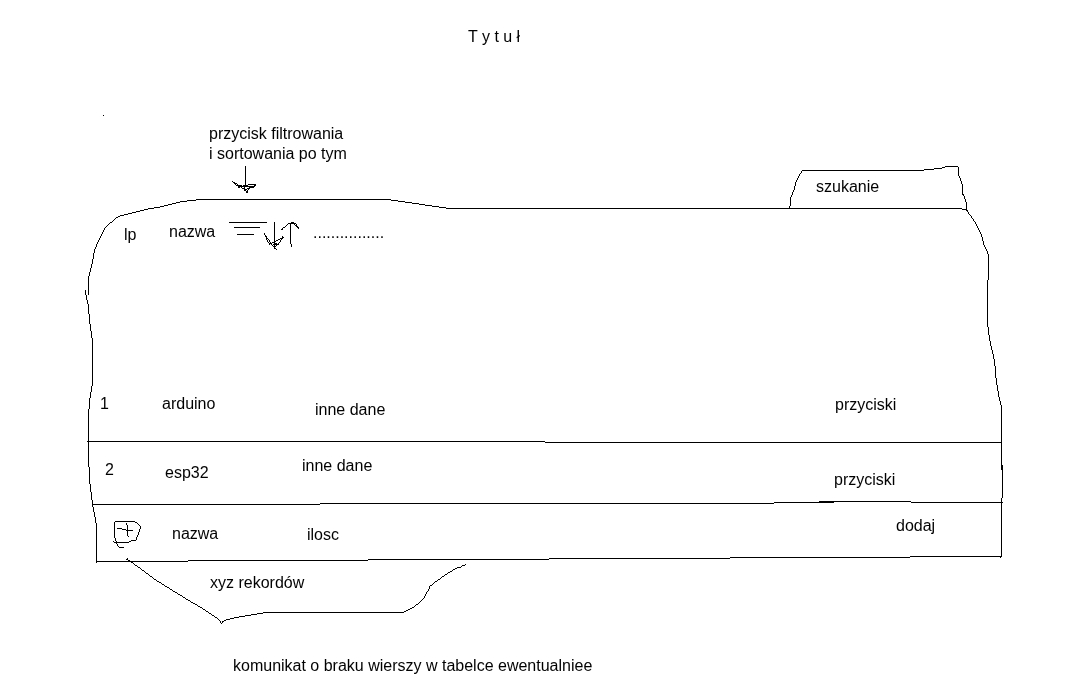 T y t u ł
przycisk filtrowania
i sortowania po tym
szukanie
lp nazwa ................
1 arduino inne dane przyciski
2 esp32 inne dane przyciski
nazwa ilosc dodaj
xyz rekordów
komunikat o braku wierszy w tabelce ewentualniee